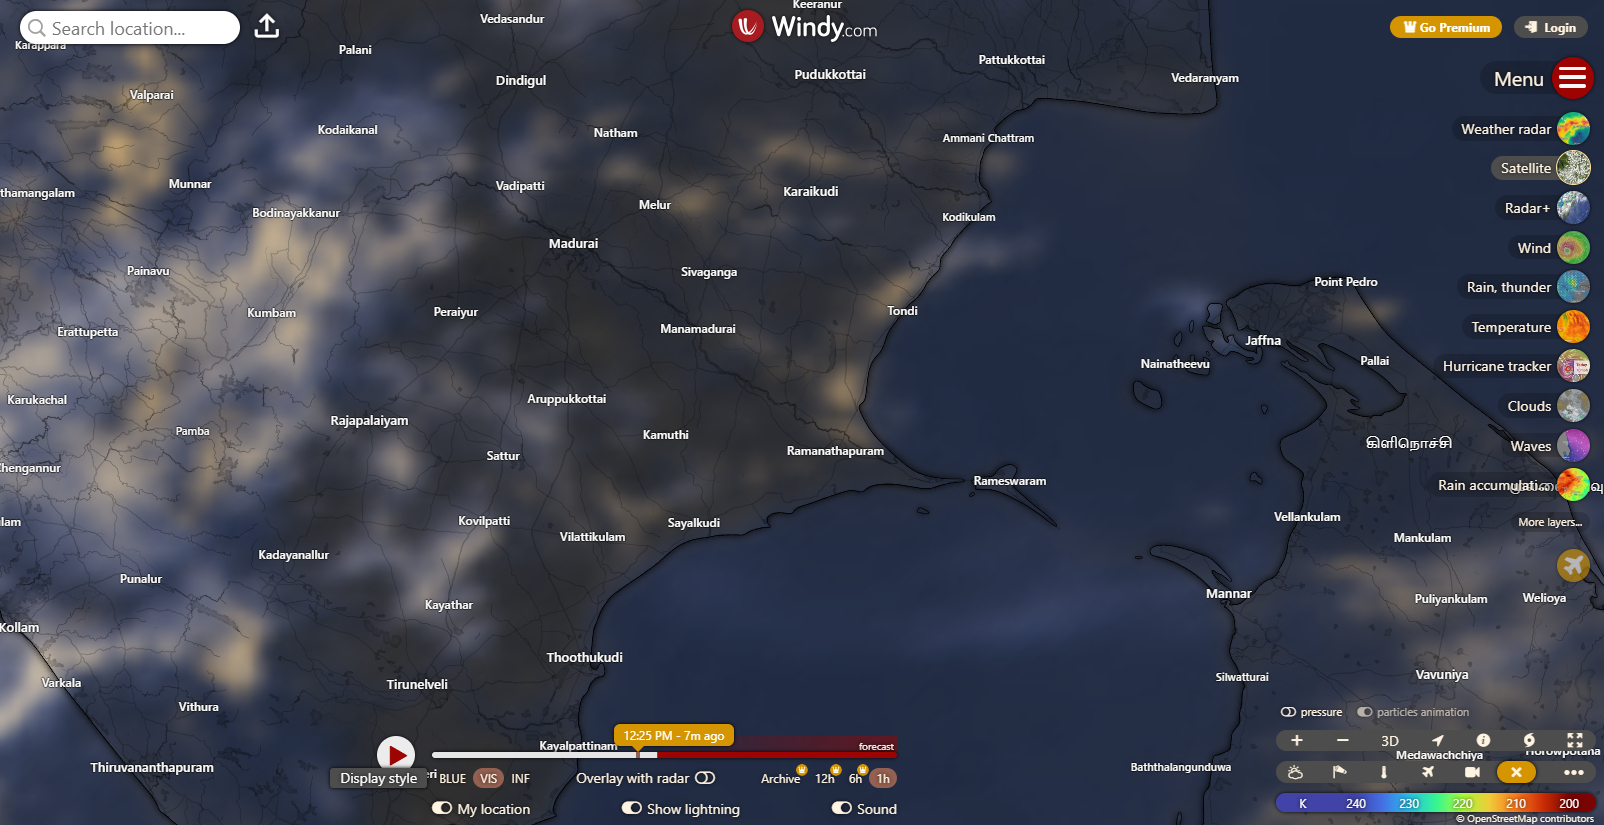 Search location...
Windy.com
Go Premium
Login
Menu
Weather radar
Satellite
Radar+
Wind
Rain, thunder
Temperature
Hurricane tracker
Clouds
Waves
Rain accumulati...
More layers...
Keeranur
Vedasandur
Karappara
Palani
Pattukkottai
Dindigul
Pudukkottai
Vedaranyam
Valparai
Kodaikanal
Natham
Ammani Chattram
Munnar
Vadipatti
Karaikudi
thamangalam
Melur
Bodinayakkanur
Kodikulam
Madurai
Painavu
Sivaganga
Point Pedro
Kumbam
Peraiyur
Tondi
Erattupetta
Manamadurai
Jaffna
Nainatheevu
Pallai
Karukachal
Aruppukkottai
Rajapalaiyam
Pamba
Kamuthi
கிளிநொச்சி
Sattur
Ramanathapuram
Chengannur
Rameswaram
Kovilpatti
Sayalkudi
Vellankulam
Vilattikulam
Mankulam
Kadayanallur
Punalur
Mannar
Kayathar
Puliyankulam
Welioya
Kollam
Thoothukudi
Varkala
Tirunelveli
Silwatturai
Vavuniya
Vithura
Kayalpattinam
Thiruvananthapuram
Baththalangunduwa
Medawachchiya
Horowpotana
12:25 PM - 7m ago
forecast
Display style
BLUE
VIS
INF
Overlay with radar
Archive
12h
6h
1h
My location
Show lightning
Sound
pressure
particles animation
3D
K 240 230 220 210 200
© OpenStreetMap contributors